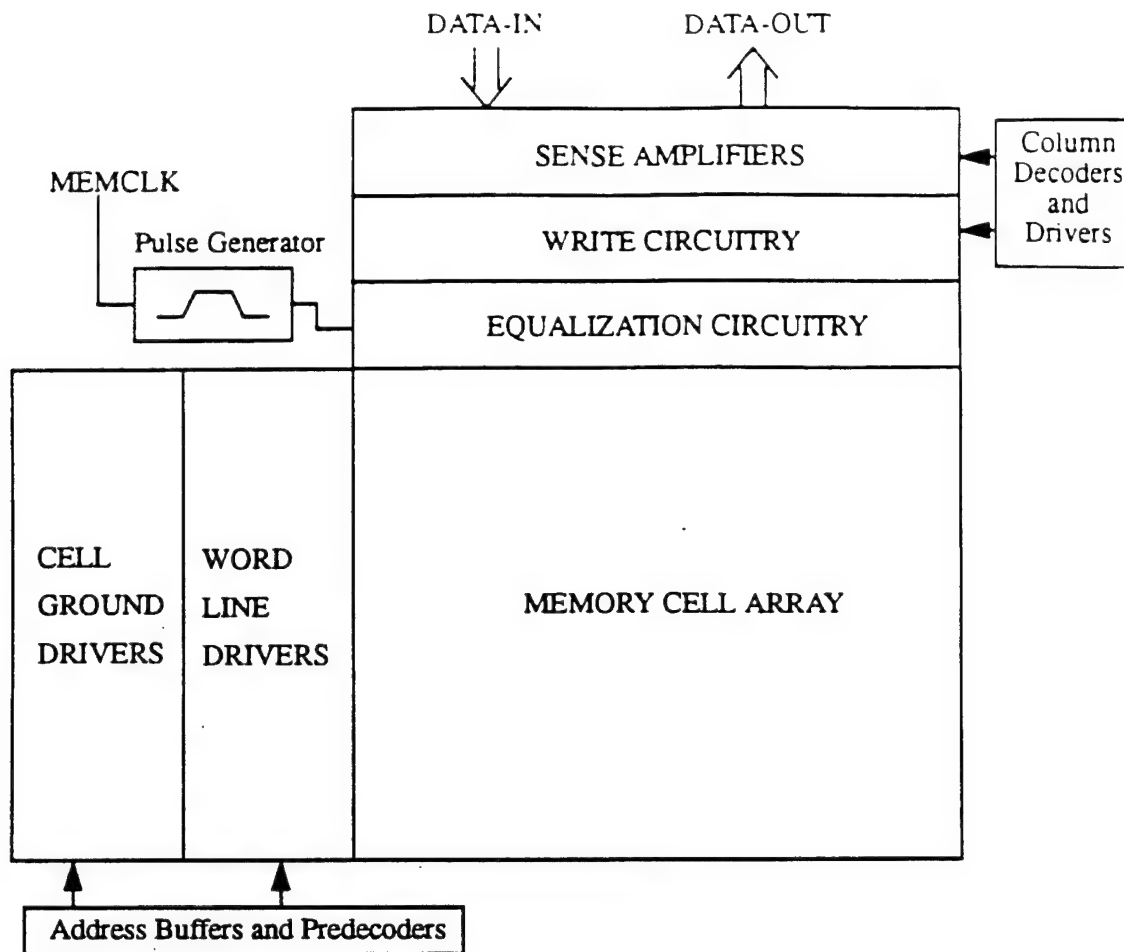 DATA-IN
DATA-OUT
SENSE AMPLIFIERS
Column
Decoders
and
Drivers
MEMCLK
WRITE CIRCUITRY
Pulse Generator
EQUALIZATION CIRCUITRY
CELL
GROUND
DRIVERS
WORD
LINE
DRIVERS
MEMORY CELL ARRAY
Address Buffers and Predecoders